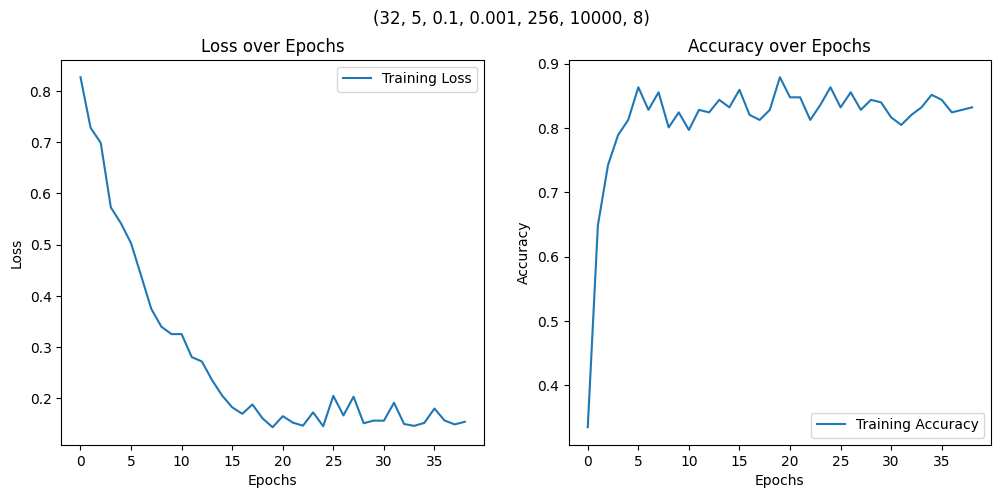 (32, 5, 0.1, 0.001, 256, 10000, 8)
Loss over Epochs
Training Loss
0.8
0.7
0.6
0.5
0.4
0.3
0.2
Loss
0 5 10 15 20 25 30 35
Epochs
Accuracy over Epochs
0.9
0.8
0.7
0.6
0.5
0.4
Accuracy
Training Accuracy
0 5 10 15 20 25 30 35
Epochs